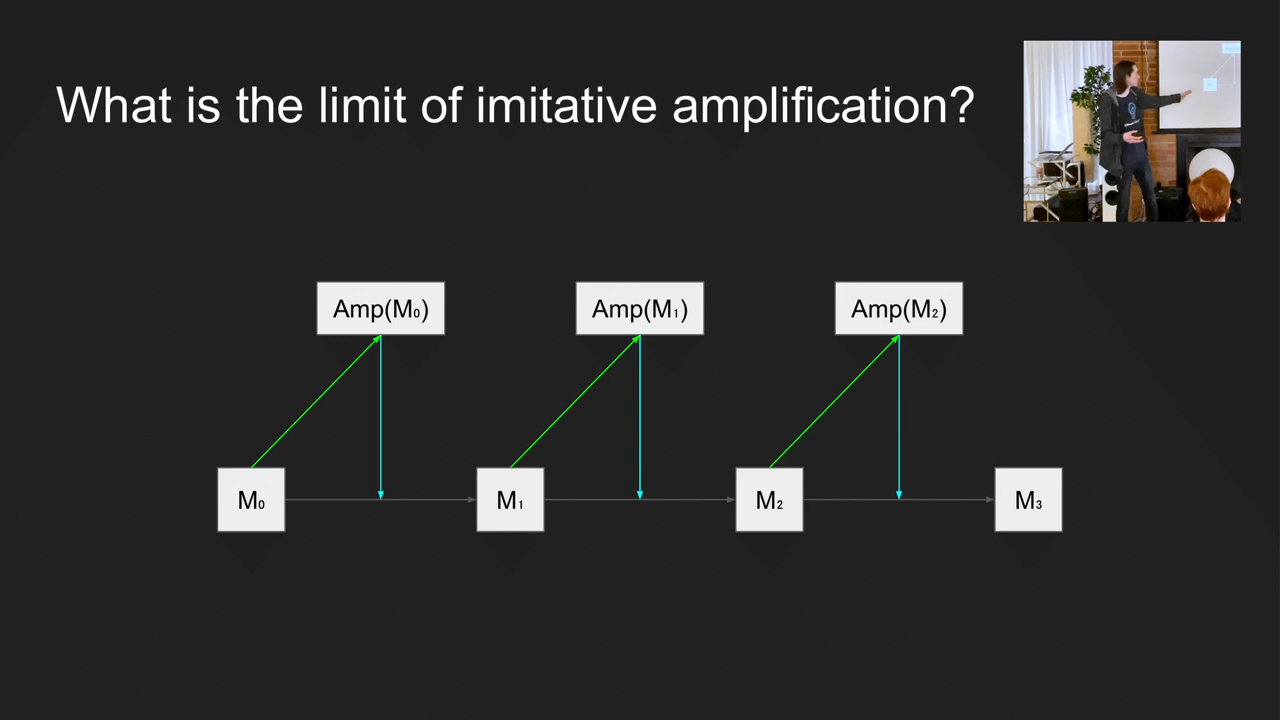 What is the limit of imitative amplification?
Amp(M₀) Amp(M₁) Amp(M₂)
M₀ M₁ M₂ M₃